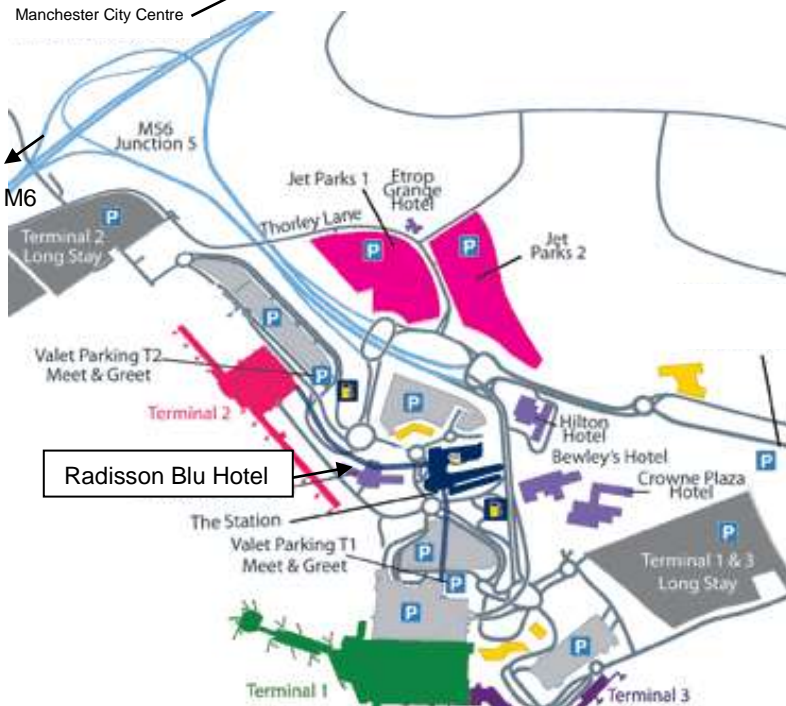 Manchester City Centre
M56
Junction 5
M6
Jet Parks 1
Etrop
Grange
Hotel
Thorley Lane
P
Terminal 2
Long Stay
P
P
Jet
Parks 2
P
Valet Parking T2
Meet & Greet
P
Terminal 2
P
Hilton
Hotel
Radisson Blu Hotel
Bewley's Hotel
Crowne Plaza
Hotel
P
The Station
Valet Parking T1
Meet & Greet
P
P
P
P
Terminal 1 & 3
Long Stay
P
Terminal 1
Terminal 3